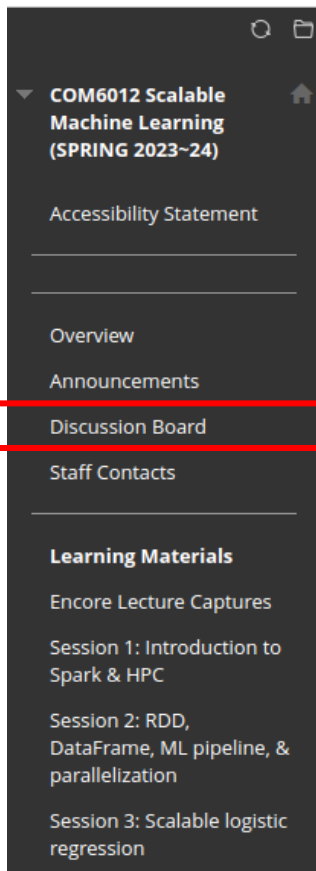 COM6012 Scalable
Machine Learning
(SPRING 2023~24)
Accessibility Statement
Overview
Announcements
Discussion Board
Staff Contacts
Learning Materials
Encore Lecture Captures
Session 1: Introduction to
Spark & HPC
Session 2: RDD,
DataFrame, ML pipeline, &
parallelization
Session 3: Scalable logistic
regression